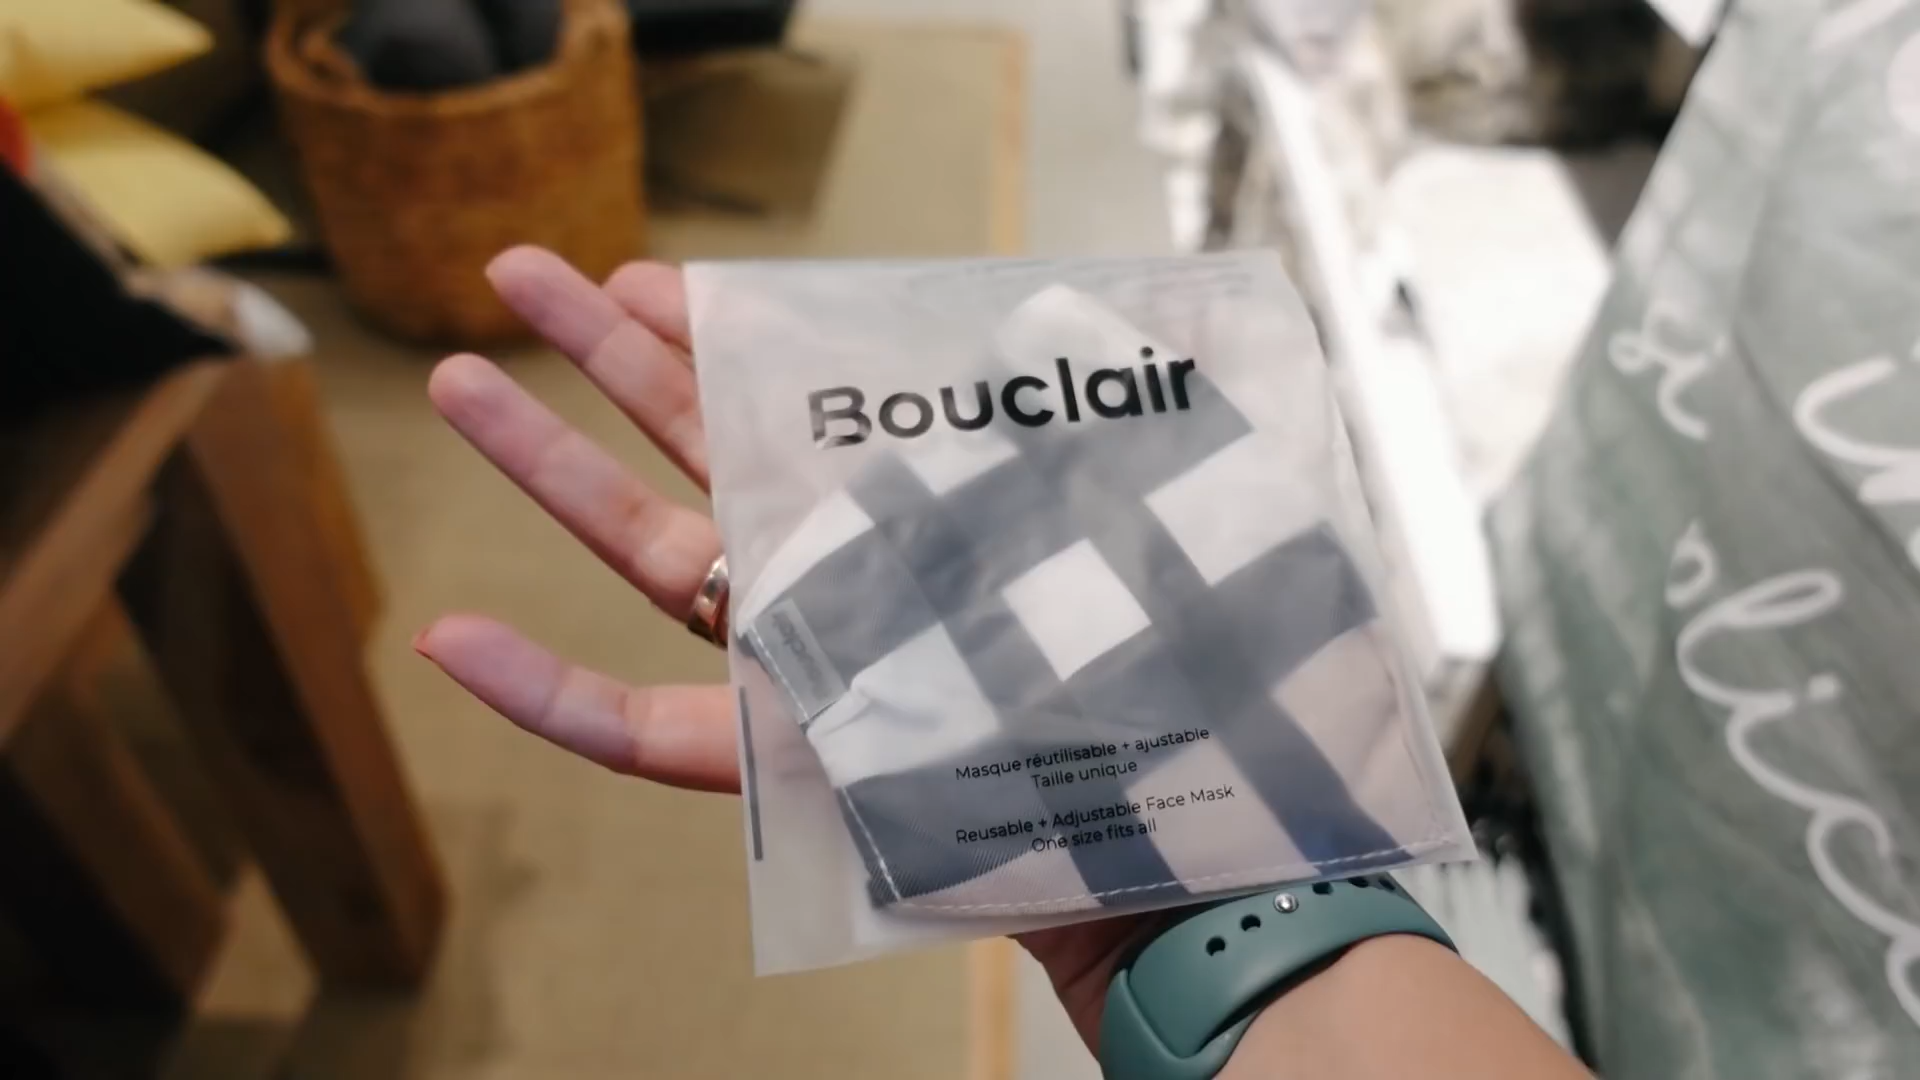 Bouclair
Masque réutilisable + ajustable
Taille unique
Reusable + Adjustable Face Mask
One size fits all